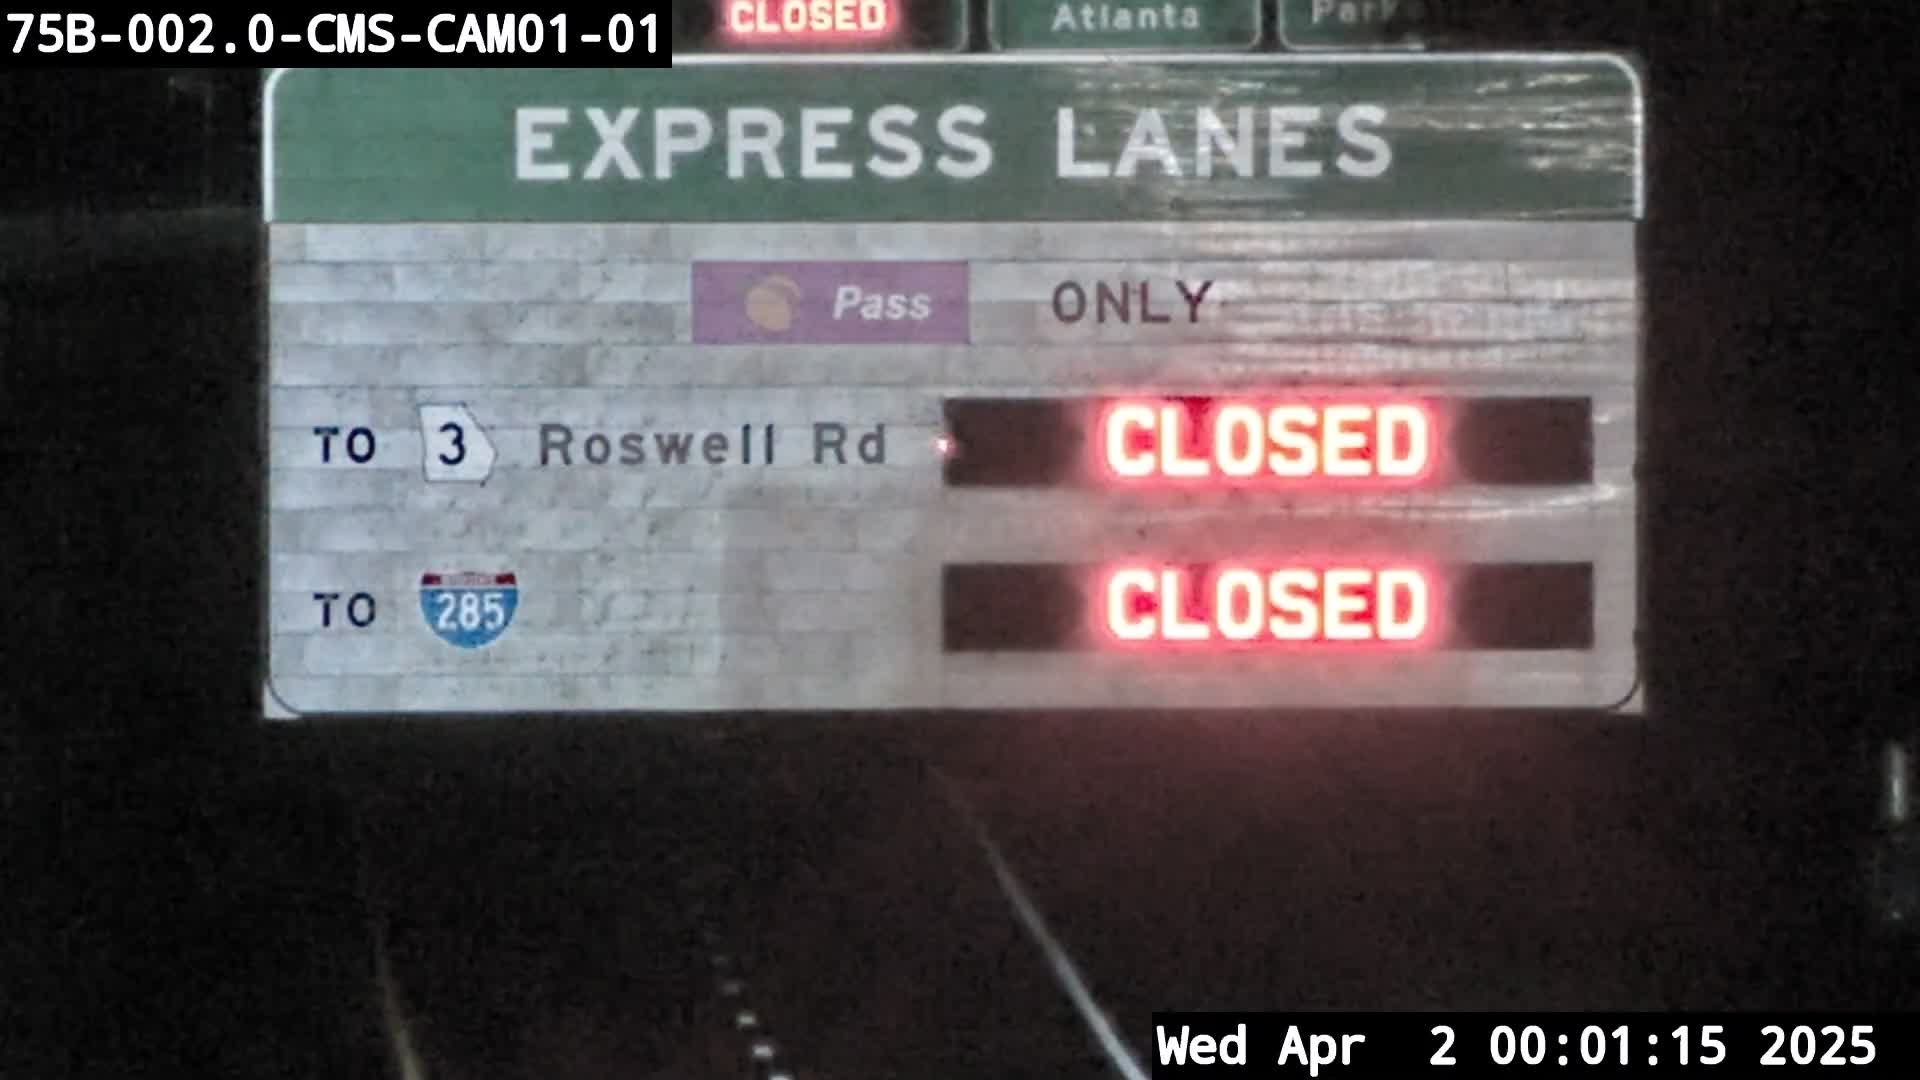 75B-002.0-CMS-CAM01-01
CLOSED
Atlanta
Park
EXPRESS LANES
Pass ONLY
TO 3 Roswell Rd CLOSED
TO 285 CLOSED
Wed Apr 2 00:01:15 2025